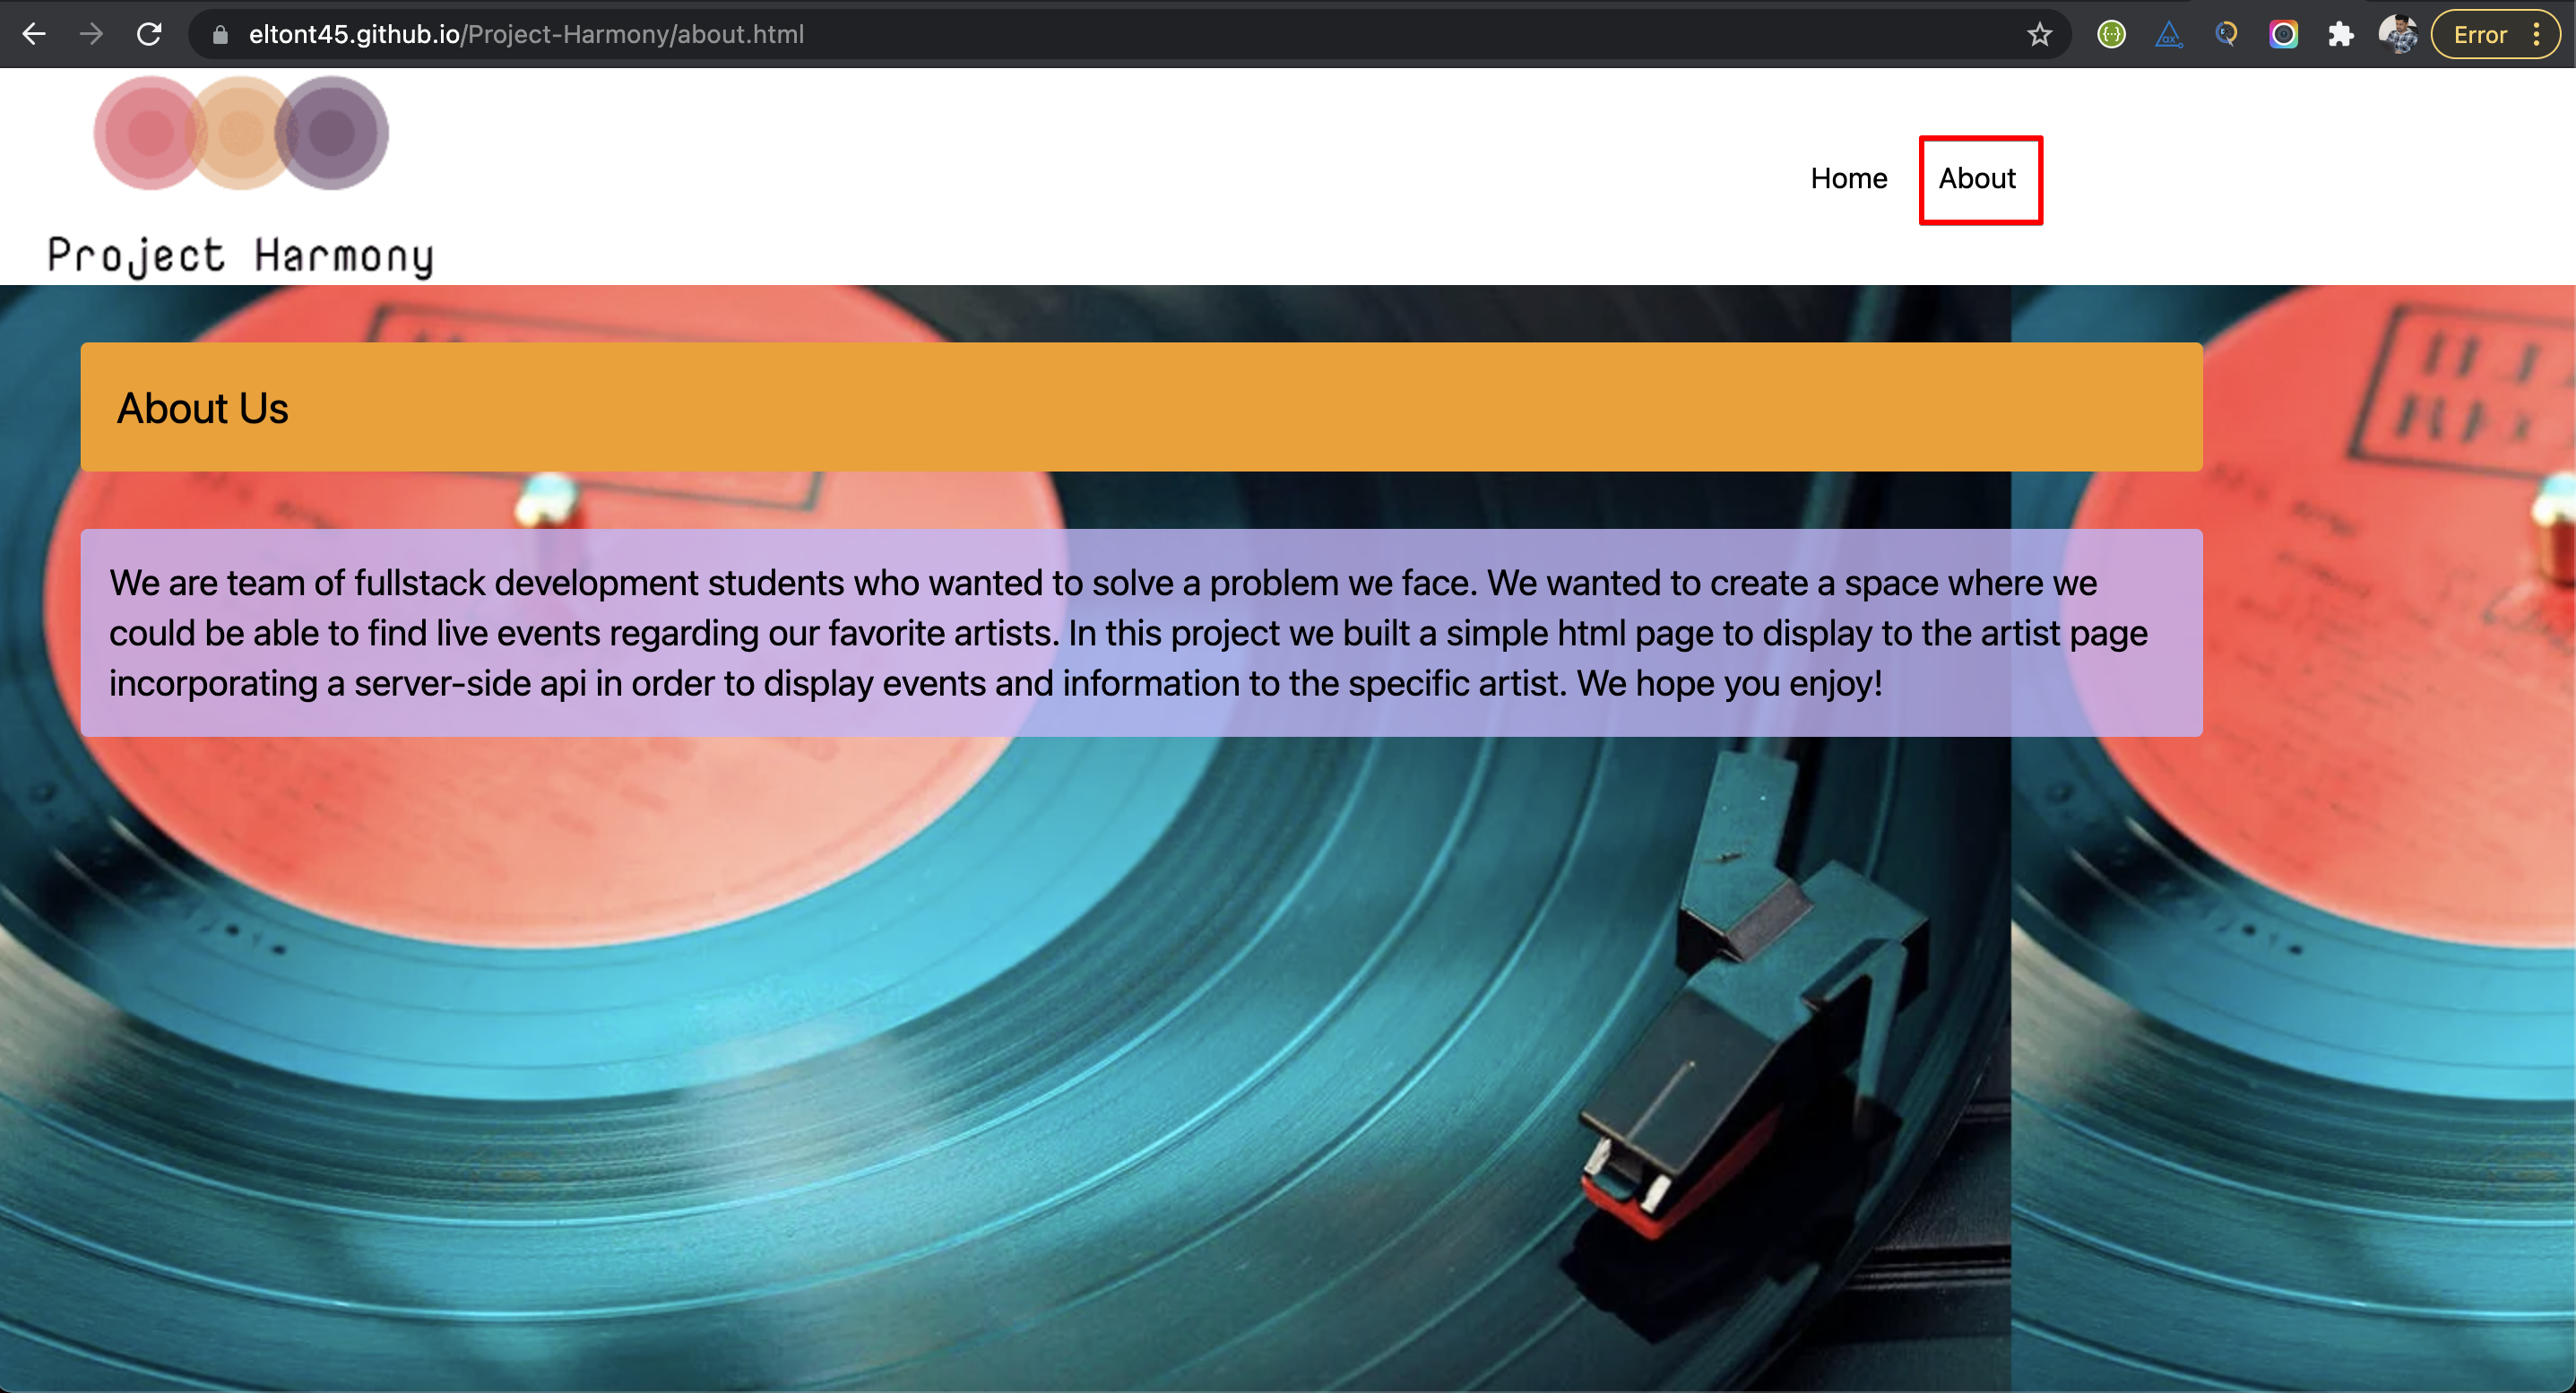 eltont45.github.io/Project-Harmony/about.html
Error
Project Harmony
Home
About
About Us
We are team of fullstack development students who wanted to solve a problem we face. We wanted to create a space where we
could be able to find live events regarding our favorite artists. In this project we built a simple html page to display to the artist page
incorporating a server-side api in order to display events and information to the specific artist. We hope you enjoy!